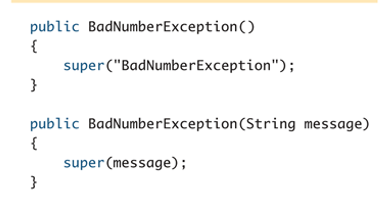 public BadNumberException()
{
    super("BadNumberException");
}
public BadNumberException(String message)
{
    super(message);
}